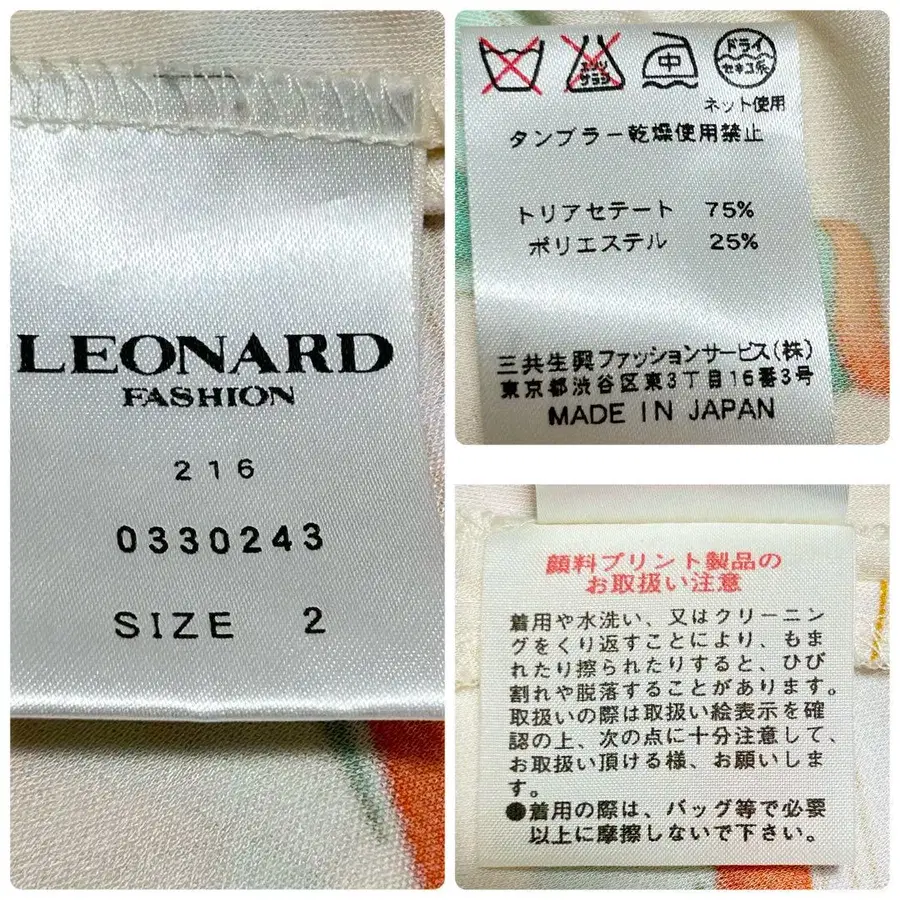 LEONARD
FASHION
216
0330243
SIZE 2
エンソ
サラシ
中
ドライ
セキユ系
ネット使用
タンブラー乾燥使用禁止
トリアセテート 75%
ポリエステル 25%
三共生興ファッションサービス(株)
東京都渋谷区東3丁目16番3号
MADE IN JAPAN
顔料プリント製品の
お取扱い注意
着用や水洗い、又はクリーニン
グをくり返すことにより、もま
れたり擦られたりすると、ひび
割れや脱落することがあります。
取扱いの際は取扱い絵表示を確
認の上、次の点に十分注意して、
お取扱い頂ける様、お願いしま
す。
●着用の際は、バッグ等で必要
以上に摩擦しないで下さい。